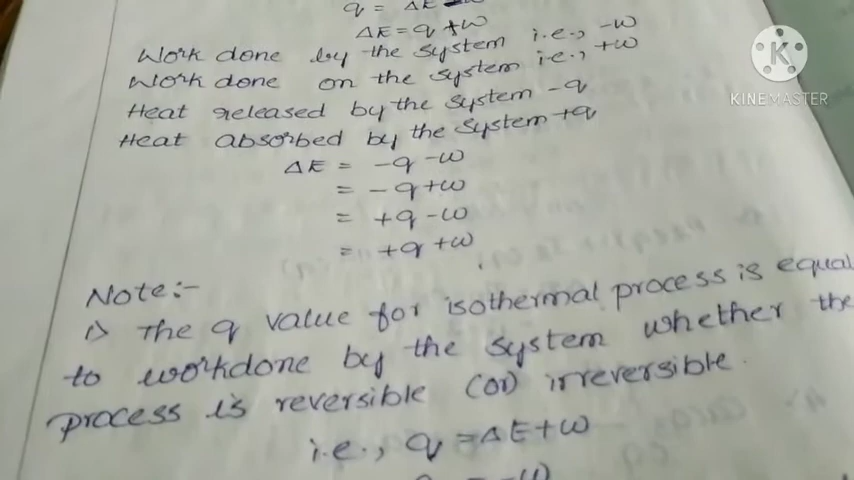 q = ΔE
ΔE = q + w
Work done by the system i.e., -w
Work done on the system i.e., +w
Heat released by the system -q
Heat absorbed by the system +q
ΔE = -q -w
= -q +w
= +q -w
= +q +w
Note:-
1> The q value for isothermal process is equal
to workdone by the system whether the
process is reversible (or) irreversible.
i.e., q = ΔE + w
K
KINEMASTER